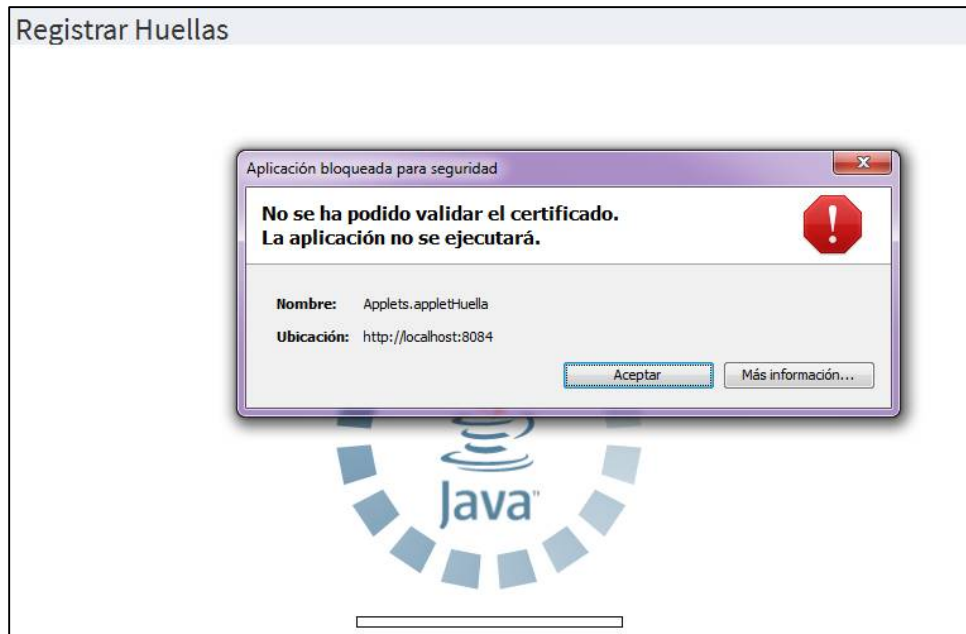 Registrar Huellas
Aplicación bloqueada para seguridad
No se ha podido validar el certificado.
La aplicación no se ejecutará.
Nombre: Applets.appletHuella
Ubicación: http://localhost:8084
Aceptar Más información...
Java™